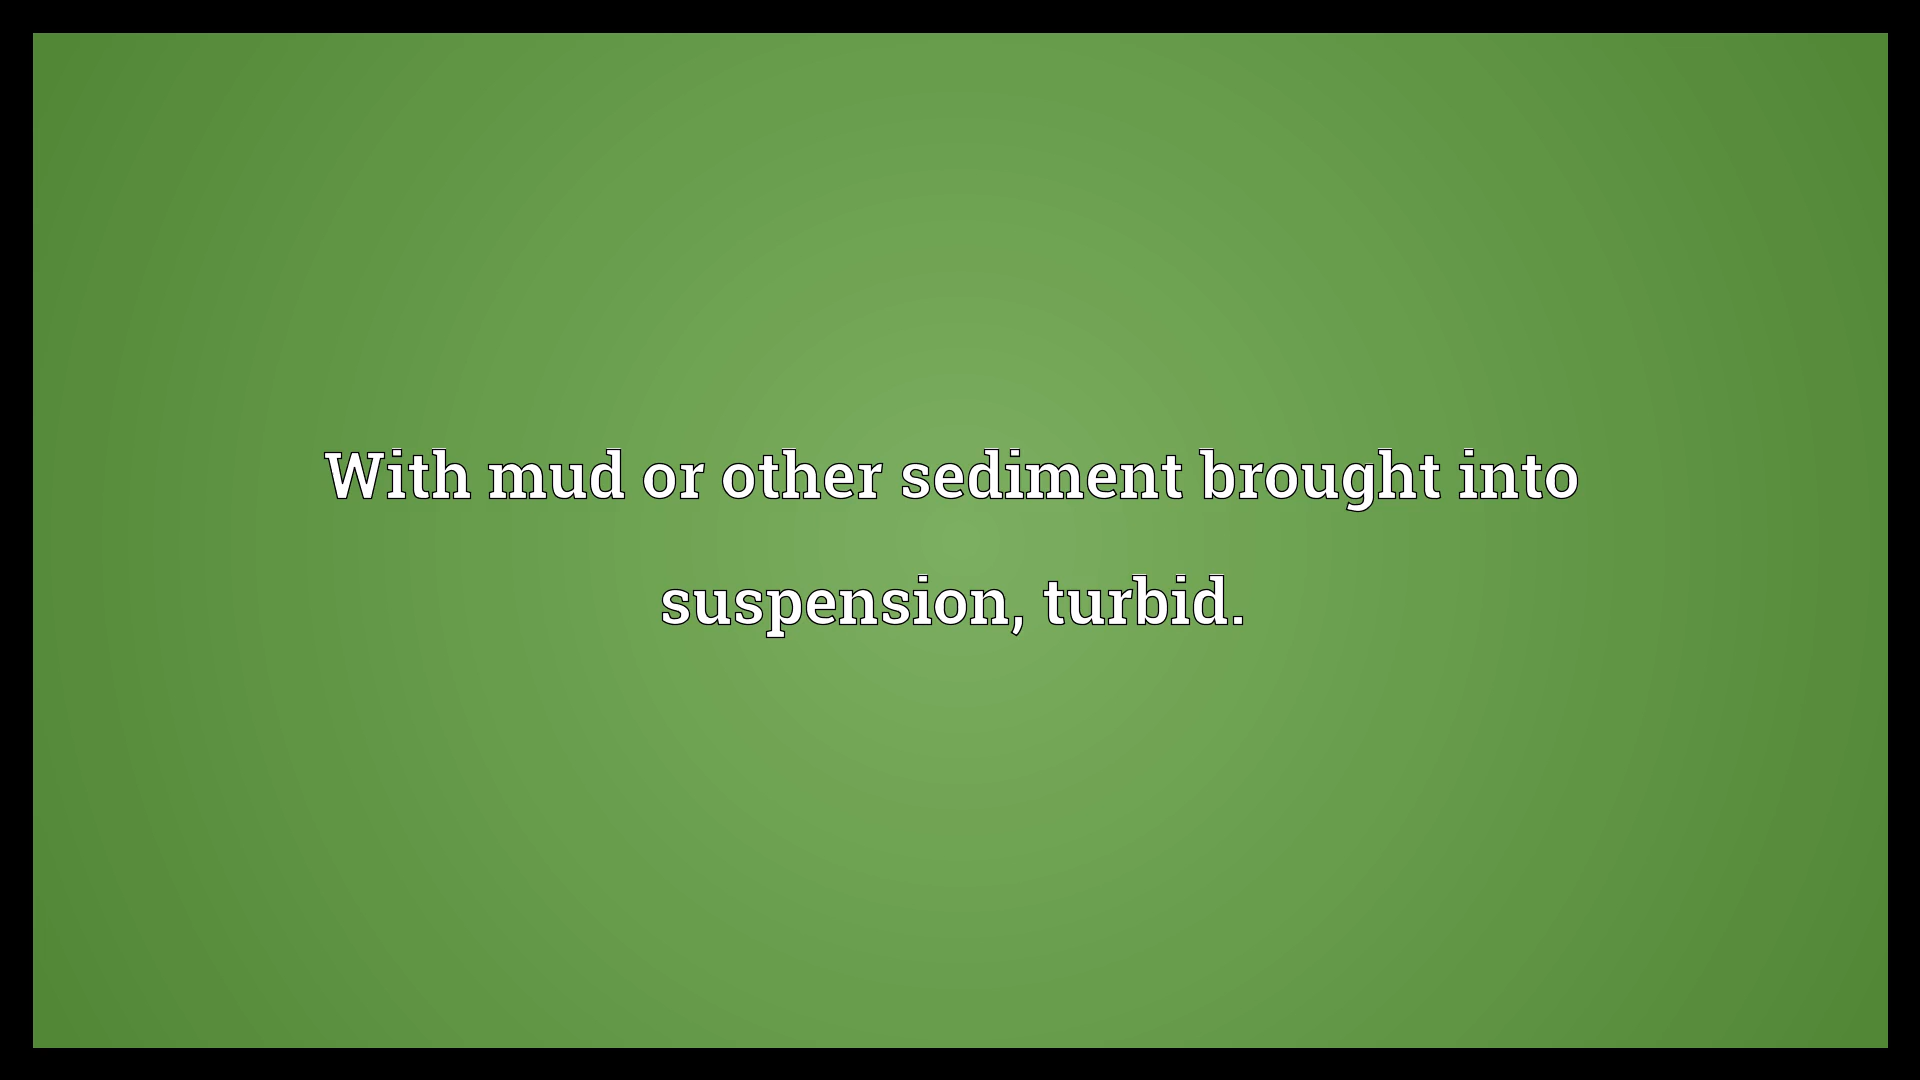 With mud or other sediment brought into
suspension, turbid.